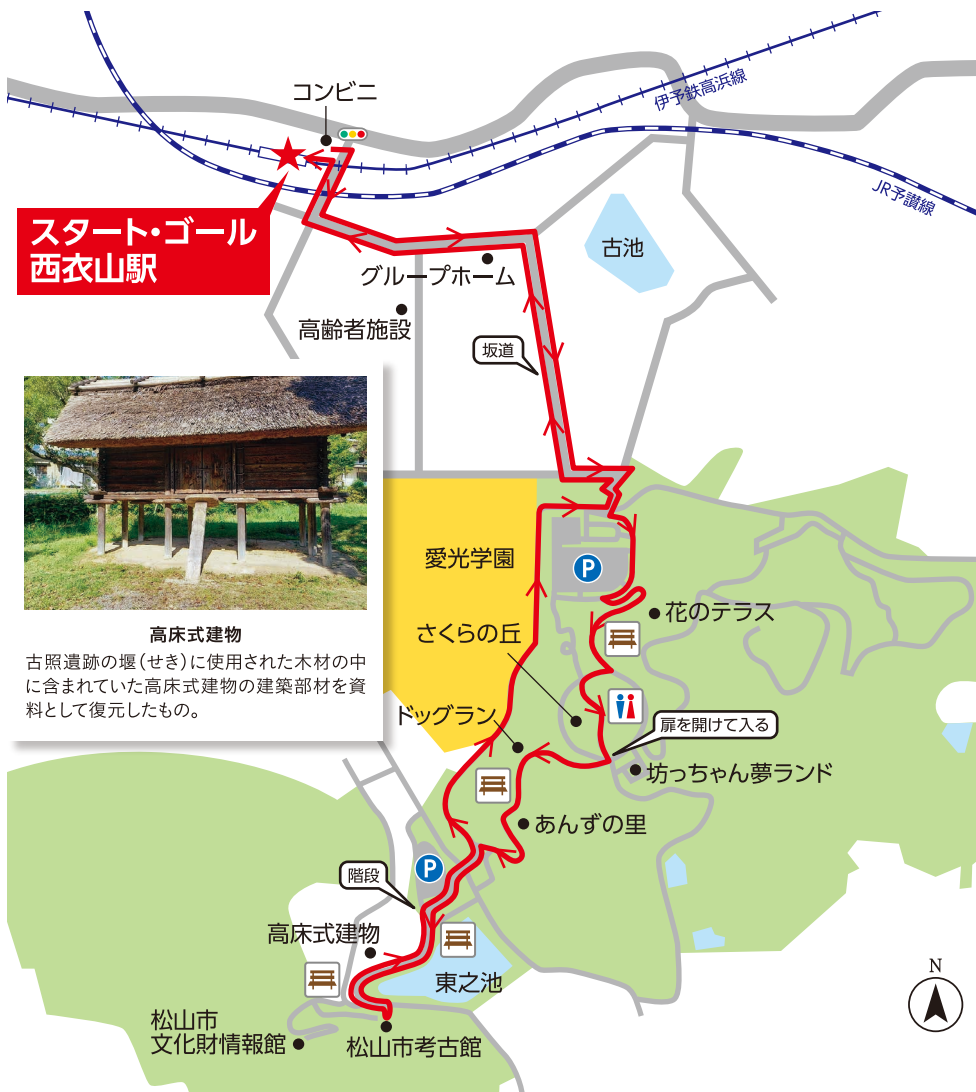 コンビニ
伊予鉄高浜線
JR予讃線
スタート・ゴール
西衣山駅
古池
グループホーム
高齢者施設
坂道
愛光学園
P
花のテラス
さくらの丘
高床式建物
古照遺跡の堰(せき)に使用された木材の中
に含まれていた高床式建物の建築部材を資
料として復元したもの。
ドッグラン
扉を開けて入る
坊っちゃん夢ランド
あんずの里
P
階段
高床式建物
東之池
N
松山市
文化財情報館
松山市考古館